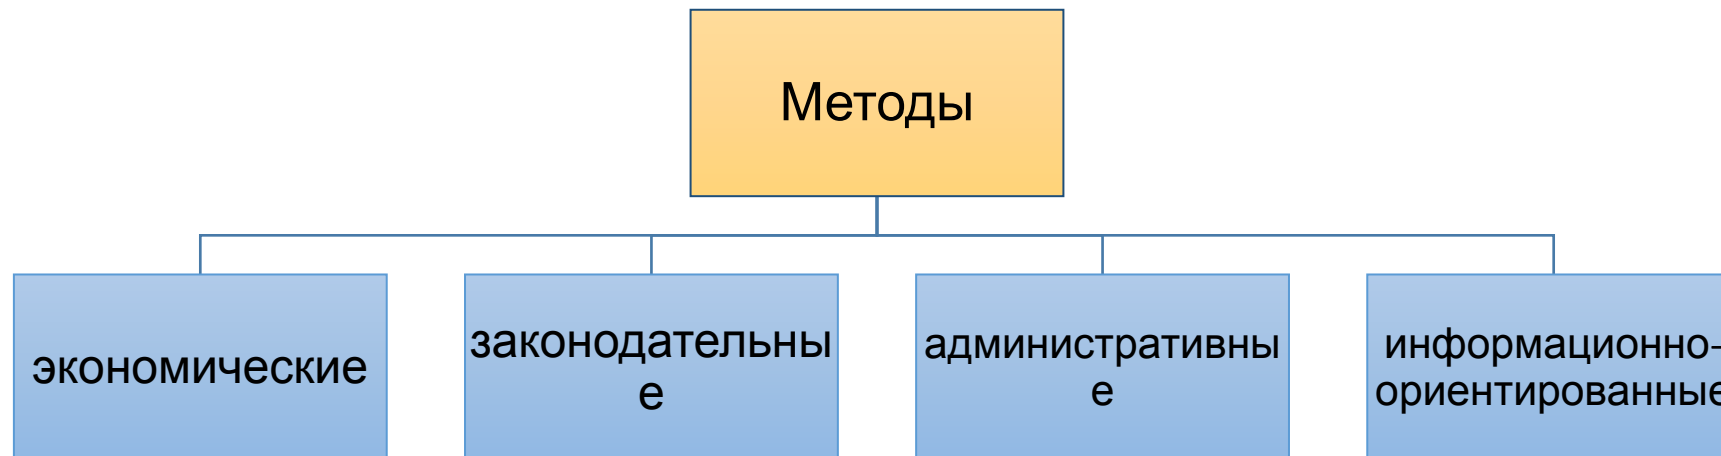 Методы
экономические
законодательны
е
административны
е
информационно-
ориентированные